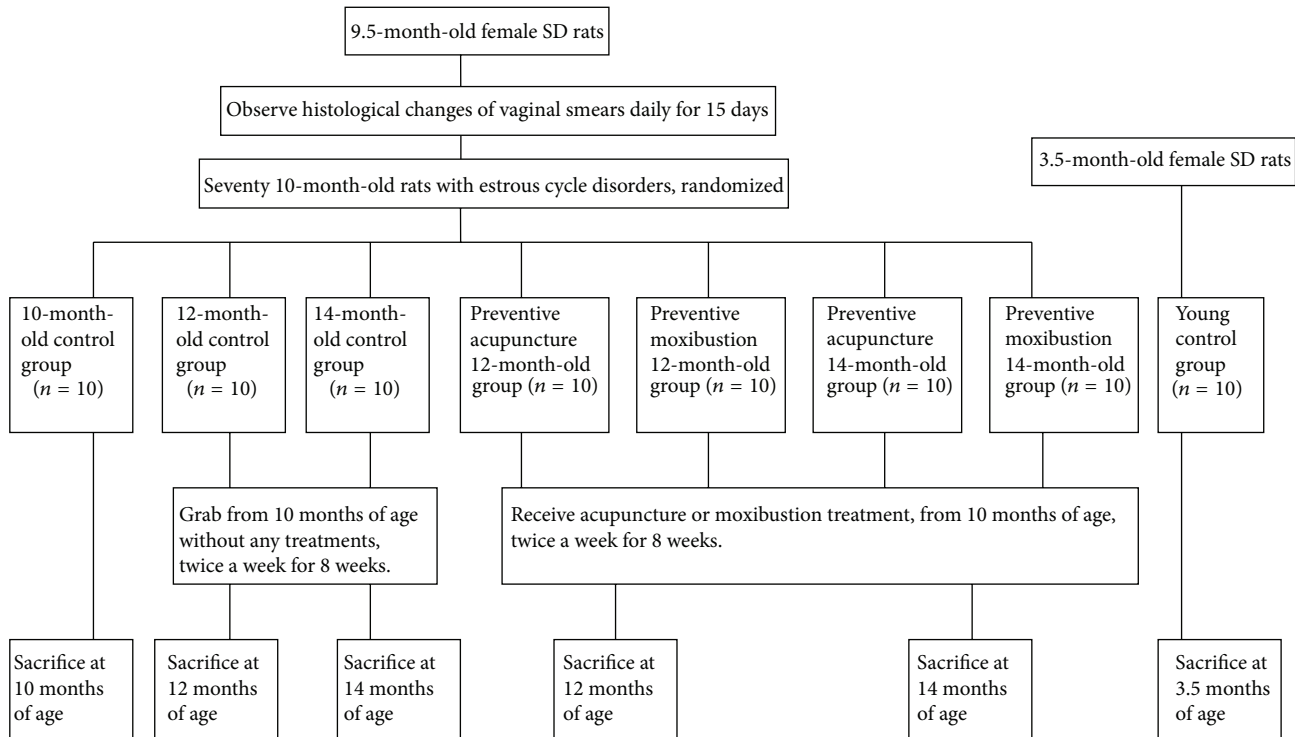 9.5-month-old female SD rats
Observe histological changes of vaginal smears daily for 15 days
3.5-month-old female SD rats
Seventy 10-month-old rats with estrous cycle disorders, randomized
10-month-
old control
group
(n = 10)
12-month-
old control
group
(n = 10)
14-month-
old control
group
(n = 10)
Preventive
acupuncture
12-month-old
group (n = 10)
Preventive
moxibustion
12-month-old
group (n = 10)
Preventive
acupuncture
14-month-old
group (n = 10)
Preventive
moxibustion
14-month-old
group (n = 10)
Young
control
group
(n = 10)
Grab from 10 months of age
without any treatments,
twice a week for 8 weeks.
Receive acupuncture or moxibustion treatment, from 10 months of age,
twice a week for 8 weeks.
Sacrifice at
10 months
of age
Sacrifice at
12 months
of age
Sacrifice at
14 months
of age
Sacrifice at
12 months
of age
Sacrifice at
14 months
of age
Sacrifice at
3.5 months
of age